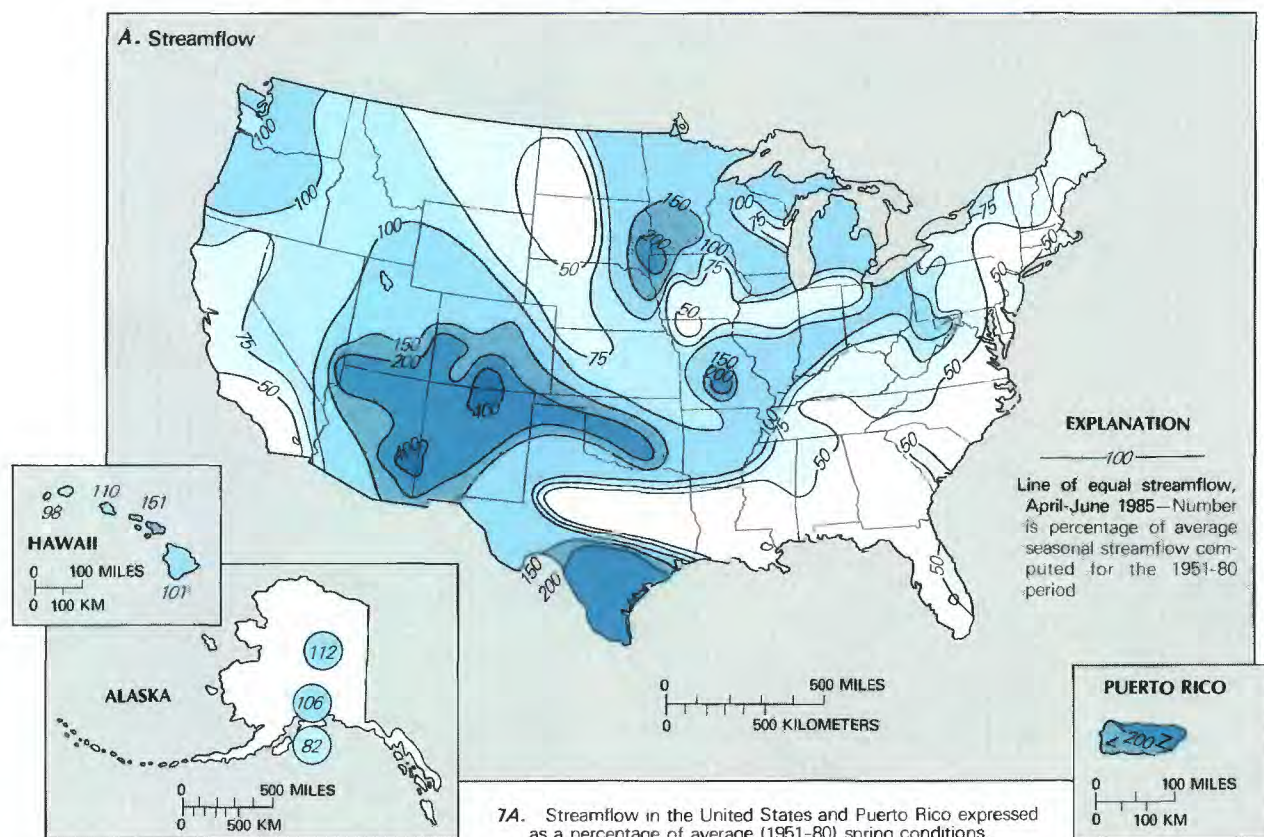 A. Streamflow
100
100
100
50
150
200
100
75
100
75
50
150
200
75
150
200
400
400
75
50
100
75
50
50
50
75
50
50
50
150
200
EXPLANATION
100
Line of equal streamflow,
April-June 1985—Number
is percentage of average
seasonal streamflow com-
puted for the 1951-80
period
98
110
151
101
HAWAII
0 100 MILES
0 100 KM
ALASKA
112
106
82
0 500 MILES
0 500 KM
0 500 MILES
0 500 KILOMETERS
PUERTO RICO
< 200 >
0 100 MILES
0 100 KM
7A. Streamflow in the United States and Puerto Rico expressed
as a percentage of average (1951-80) spring conditions